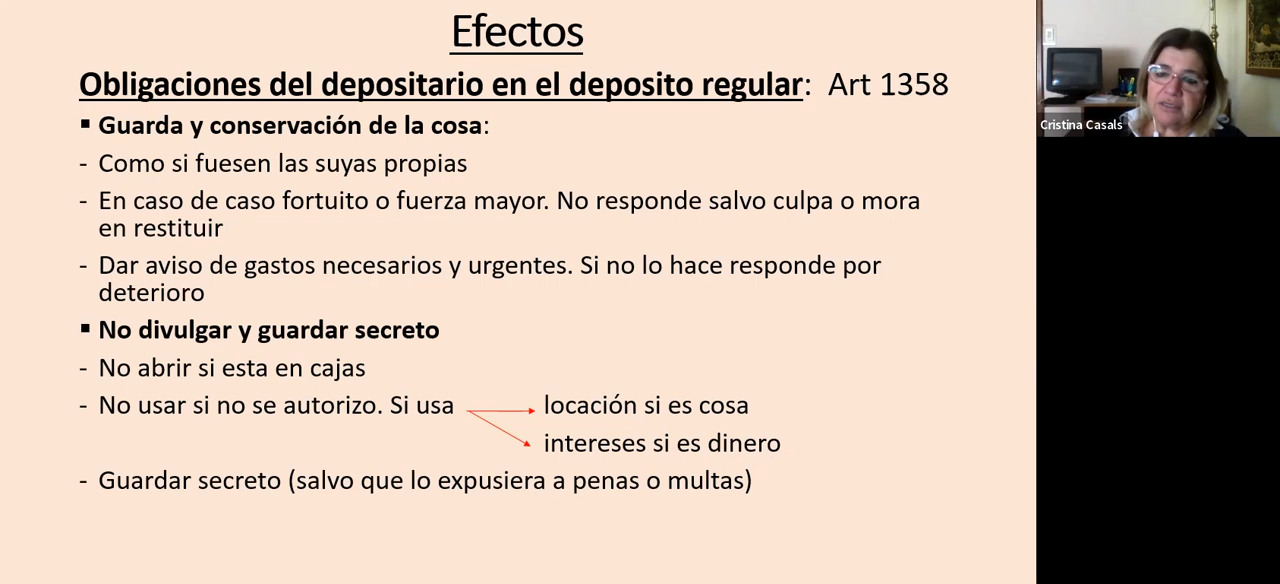 Efectos
Obligaciones del depositario en el deposito regular: Art 1358
▪ Guarda y conservación de la cosa:
- Como si fuesen las suyas propias
- En caso de caso fortuito o fuerza mayor. No responde salvo culpa o mora
en restituir
- Dar aviso de gastos necesarios y urgentes. Si no lo hace responde por
deterioro
▪ No divulgar y guardar secreto
- No abrir si esta en cajas
- No usar si no se autorizo. Si usa locación si es cosa
intereses si es dinero
- Guardar secreto (salvo que lo expusiera a penas o multas)
Cristina Casals